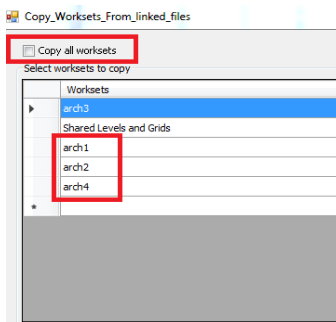 Copy_Worksets_From_linked_files
Copy all worksets
Select worksets to copy
Worksets
arch3
Shared Levels and Grids
arch1
arch2
arch4
*